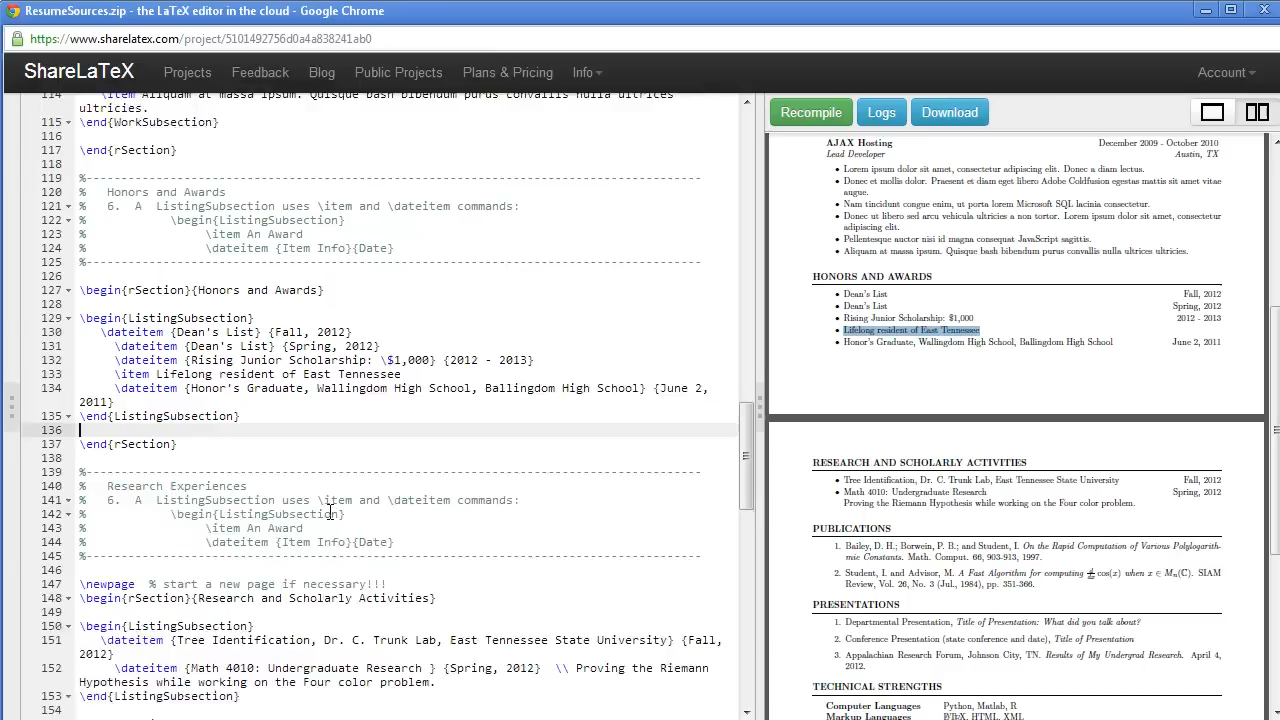 ResumeSources.zip - the LaTeX editor in the cloud - Google Chrome
https://www.sharelatex.com/project/5101492756d0a4a838241ab0
ShareLaTeX Projects Feedback Blog Public Projects Plans & Pricing Info Account
114 \item Aliquam at massa ipsum. Quisque bash bibendum purus convallis nulla ultrices
ultricies.
115 \end{WorkSubsection}
116
117 \end{rSection}
118
119 %----------------------------------------------------------------------------------------
120 % Honors and Awards
121 % 6. A ListingSubsection uses \item and \dateitem commands:
122 % \begin{ListingSubsection}
123 % \item An Award
124 % \dateitem {Item Info}{Date}
125 %----------------------------------------------------------------------------------------
126
127 \begin{rSection}{Honors and Awards}
128
129 \begin{ListingSubsection}
130 \dateitem {Dean's List} {Fall, 2012}
131 \dateitem {Dean's List} {Spring, 2012}
132 \dateitem {Rising Junior Scholarship: \$1,000} {2012 - 2013}
133 \item Lifelong resident of East Tennessee
134 \dateitem {Honor's Graduate, Wallingdom High School, Ballingdom High School} {June 2,
2011}
135 \end{ListingSubsection}
136
137 \end{rSection}
138
139 %----------------------------------------------------------------------------------------
140 % Research Experiences
141 % 6. A ListingSubsection uses \item and \dateitem commands:
142 % \begin{ListingSubsection}
143 % \item An Award
144 % \dateitem {Item Info}{Date}
145 %----------------------------------------------------------------------------------------
146
147 \newpage % start a new page if necessary!!!
148 \begin{rSection}{Research and Scholarly Activities}
149
150 \begin{ListingSubsection}
151 \dateitem {Tree Identification, Dr. C. Trunk Lab, East Tennessee State University} {Fall,
2012}
152 \dateitem {Math 4010: Undergraduate Research } {Spring, 2012} \\ Proving the Riemann
Hypothesis while working on the Four color problem.
153 \end{ListingSubsection}
154
Recompile Logs Download
AJAX Hosting December 2009 - October 2010
Lead Developer Austin, TX
• Lorem ipsum dolor sit amet, consectetur adipiscing elit. Donec a diam lectus.
• Donec et mollis dolor. Praesent et diam eget libero Adobe Coldfusion egestus mattis sit amet vitae
augue.
• Nam tincidunt congue enim, ut porta lorem Microsoft SQL lacinia consectetur.
• Donec ut libero sed arcu vehicula ultricies a non tortor. Lorem ipsum dolor sit amet, consectetur
adipiscing elit.
• Pellentesque auctor nisi id magna consequat JavaScript sagittis.
• Aliquam at massa ipsum. Quisque bash bibendum purus convallis nulla ultrices ultricies.
HONORS AND AWARDS
• Dean's List Fall, 2012
• Dean's List Spring, 2012
• Rising Junior Scholarship: $1,000 2012 - 2013
• Lifelong resident of East Tennessee
• Honor's Graduate, Wallingdom High School, Ballingdom High School June 2, 2011
RESEARCH AND SCHOLARLY ACTIVITIES
• Tree Identification, Dr. C. Trunk Lab, East Tennessee State University Fall, 2012
• Math 4010: Undergraduate Research Spring, 2012
Proving the Riemann Hypothesis while working on the Four color problem.
PUBLICATIONS
1. Bailey, D. H.; Borwein, P. B.; and Student, I. On the Rapid Computation of Various Polylogarith-
mic Constants. Math. Comput. 66, 903-913, 1997.
2. Student, I. and Advisor, M. A Fast Algorithm for computing d/dx cos(x) when x ∈ Mn(ℂ). SIAM
Review, Vol. 26, No. 3 (Jul., 1984), pp. 351-366.
PRESENTATIONS
1. Departmental Presentation, Title of Presentation: What did you talk about?
2. Conference Presentation (state conference and date), Title of Presentation
3. Appalachian Research Forum, Johnson City, TN. Results of My Undergrad Research. April 4,
2012.
TECHNICAL STRENGTHS
Computer Languages Python, Matlab, R
Markup Languages LaTeX, HTML, XML